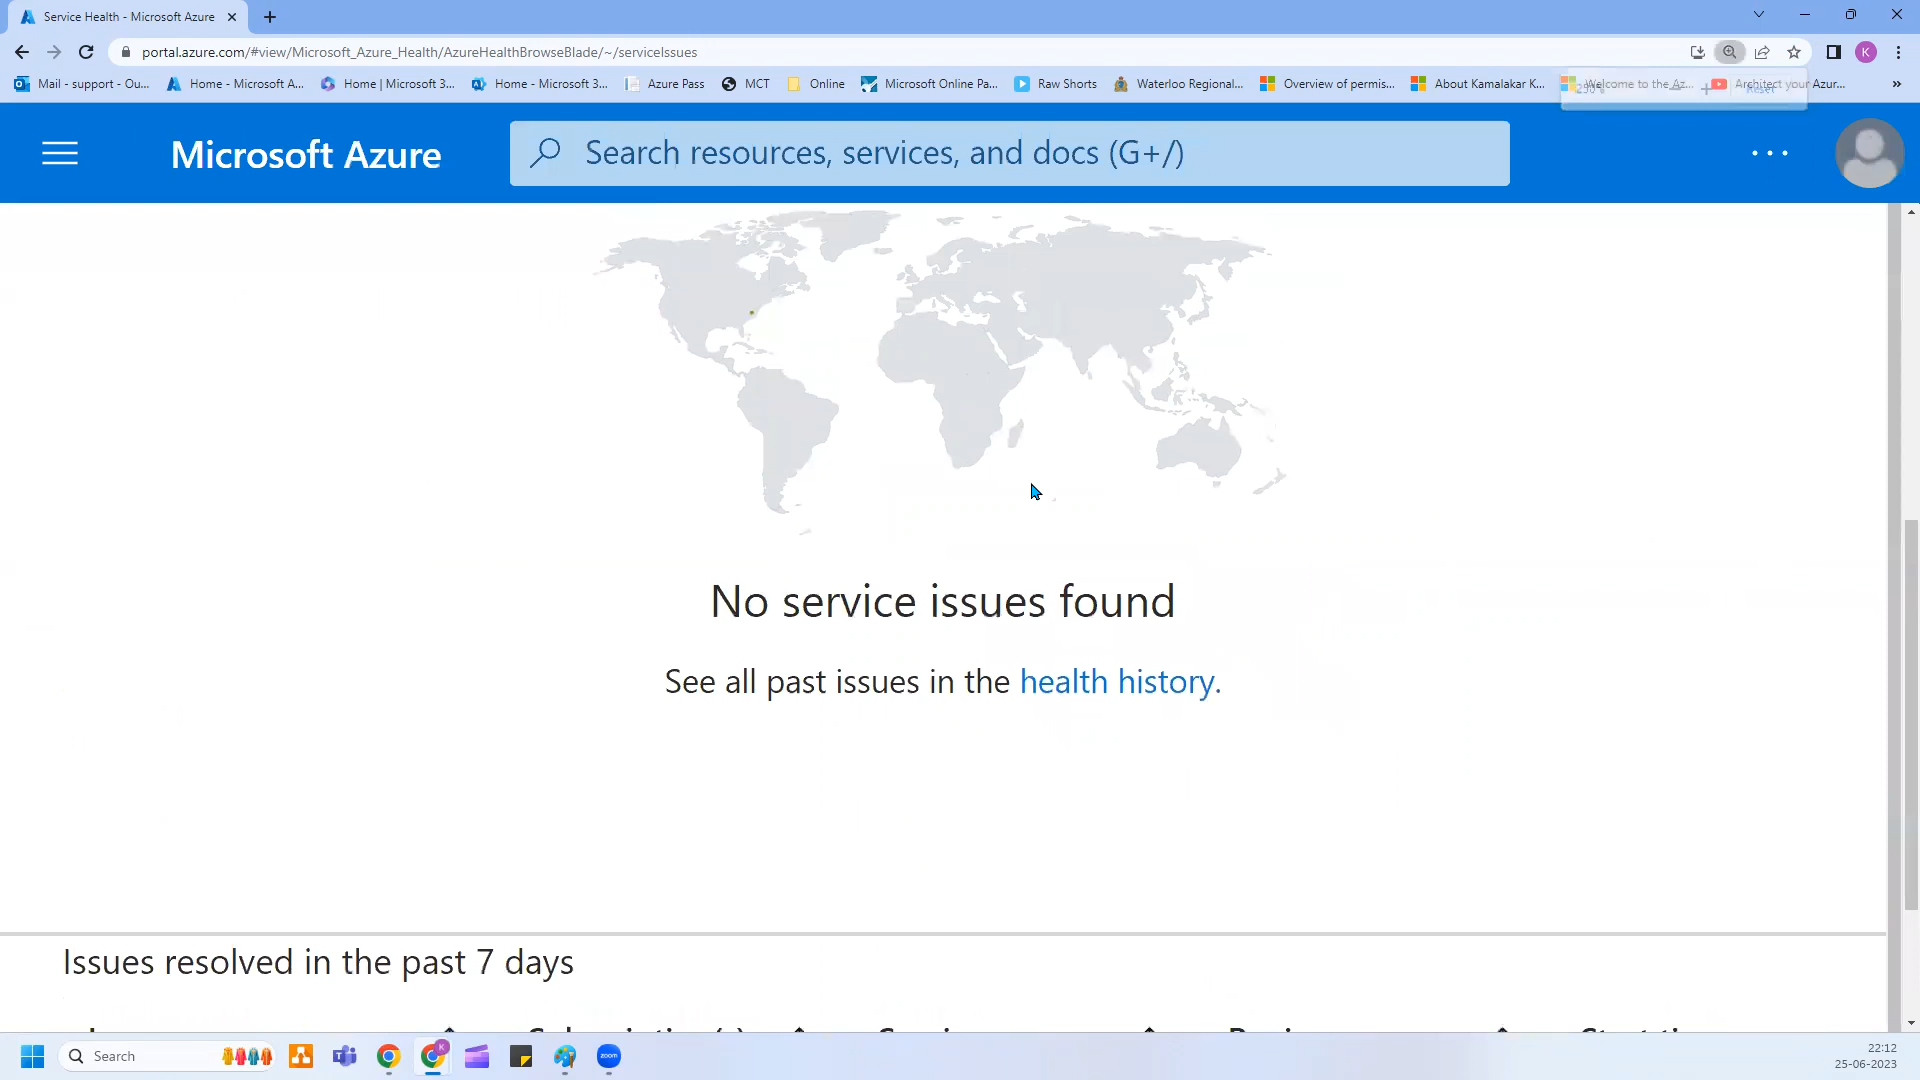 Service Health - Microsoft Azure
portal.azure.com/#view/Microsoft_Azure_Health/AzureHealthBrowseBlade/~/serviceIssues
K
Mail - support - Ou... Home - Microsoft A... Home | Microsoft 3... Home - Microsoft 3... Azure Pass MCT Online Microsoft Online Pa... Raw Shorts Waterloo Regional... Overview of permis... About Kamalakar K... Welcome to the Az... Architect your Azur... »
Reset
Microsoft Azure
Search resources, services, and docs (G+/)
No service issues found
See all past issues in the health history.
Issues resolved in the past 7 days
Search
zoom
22:12
25-06-2023